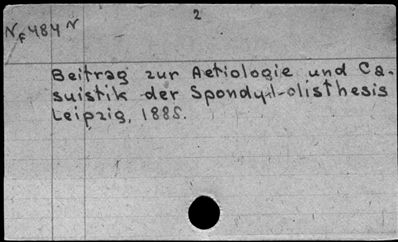 2
Nf 484 N
Beitrag zur Aetiologie und Ca-
suistik der Spondyl-olisthesis
Leipzig, 1885.